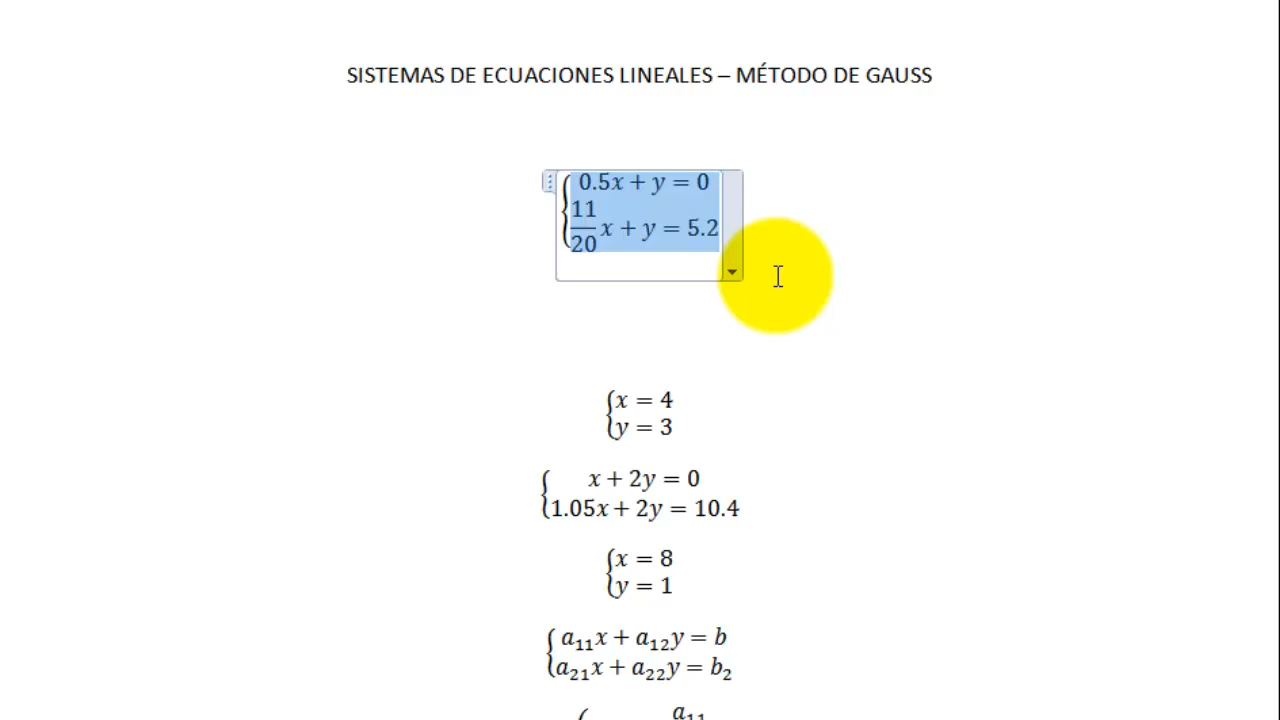 SISTEMAS DE ECUACIONES LINEALES – MÉTODO DE GAUSS
0.5x + y = 0
11/20 x + y = 5.2
x = 4
y = 3
x + 2y = 0
1.05x + 2y = 10.4
x = 8
y = 1
a₁₁x + a₁₂y = b
a₂₁x + a₂₂y = b₂
a₁₁